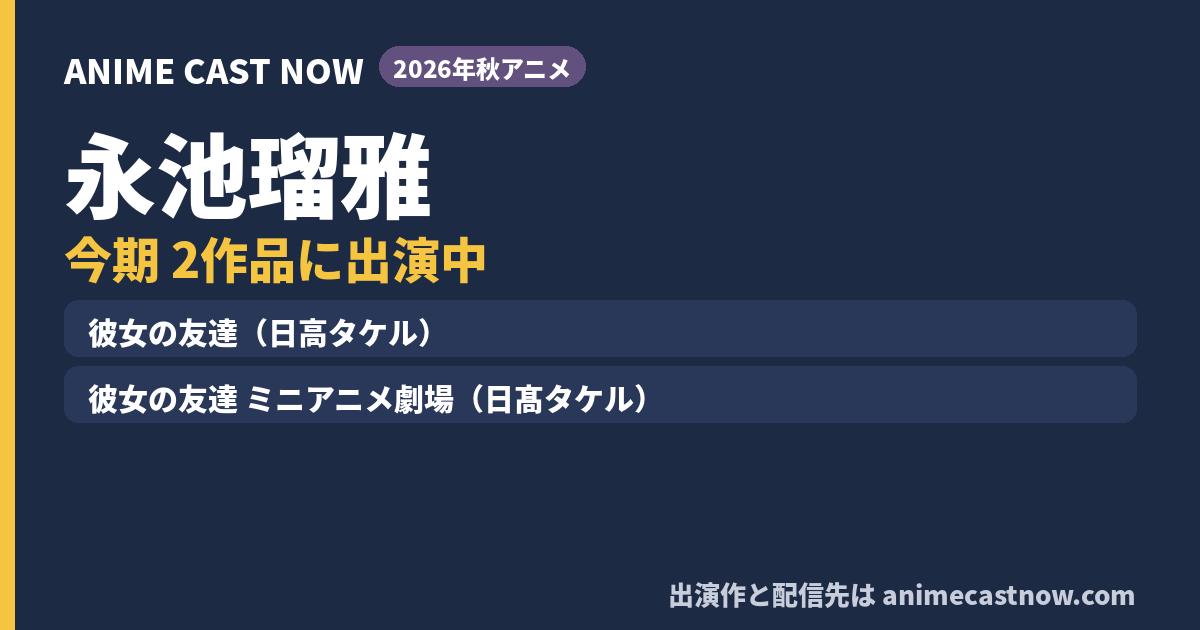 ANIME CAST NOW 2026年秋アニメ
永池瑠雅
今期 2作品に出演中
彼女の友達（日高タケル）
彼女の友達 ミニアニメ劇場（日髙タケル）
出演作と配信先は animecastnow.com